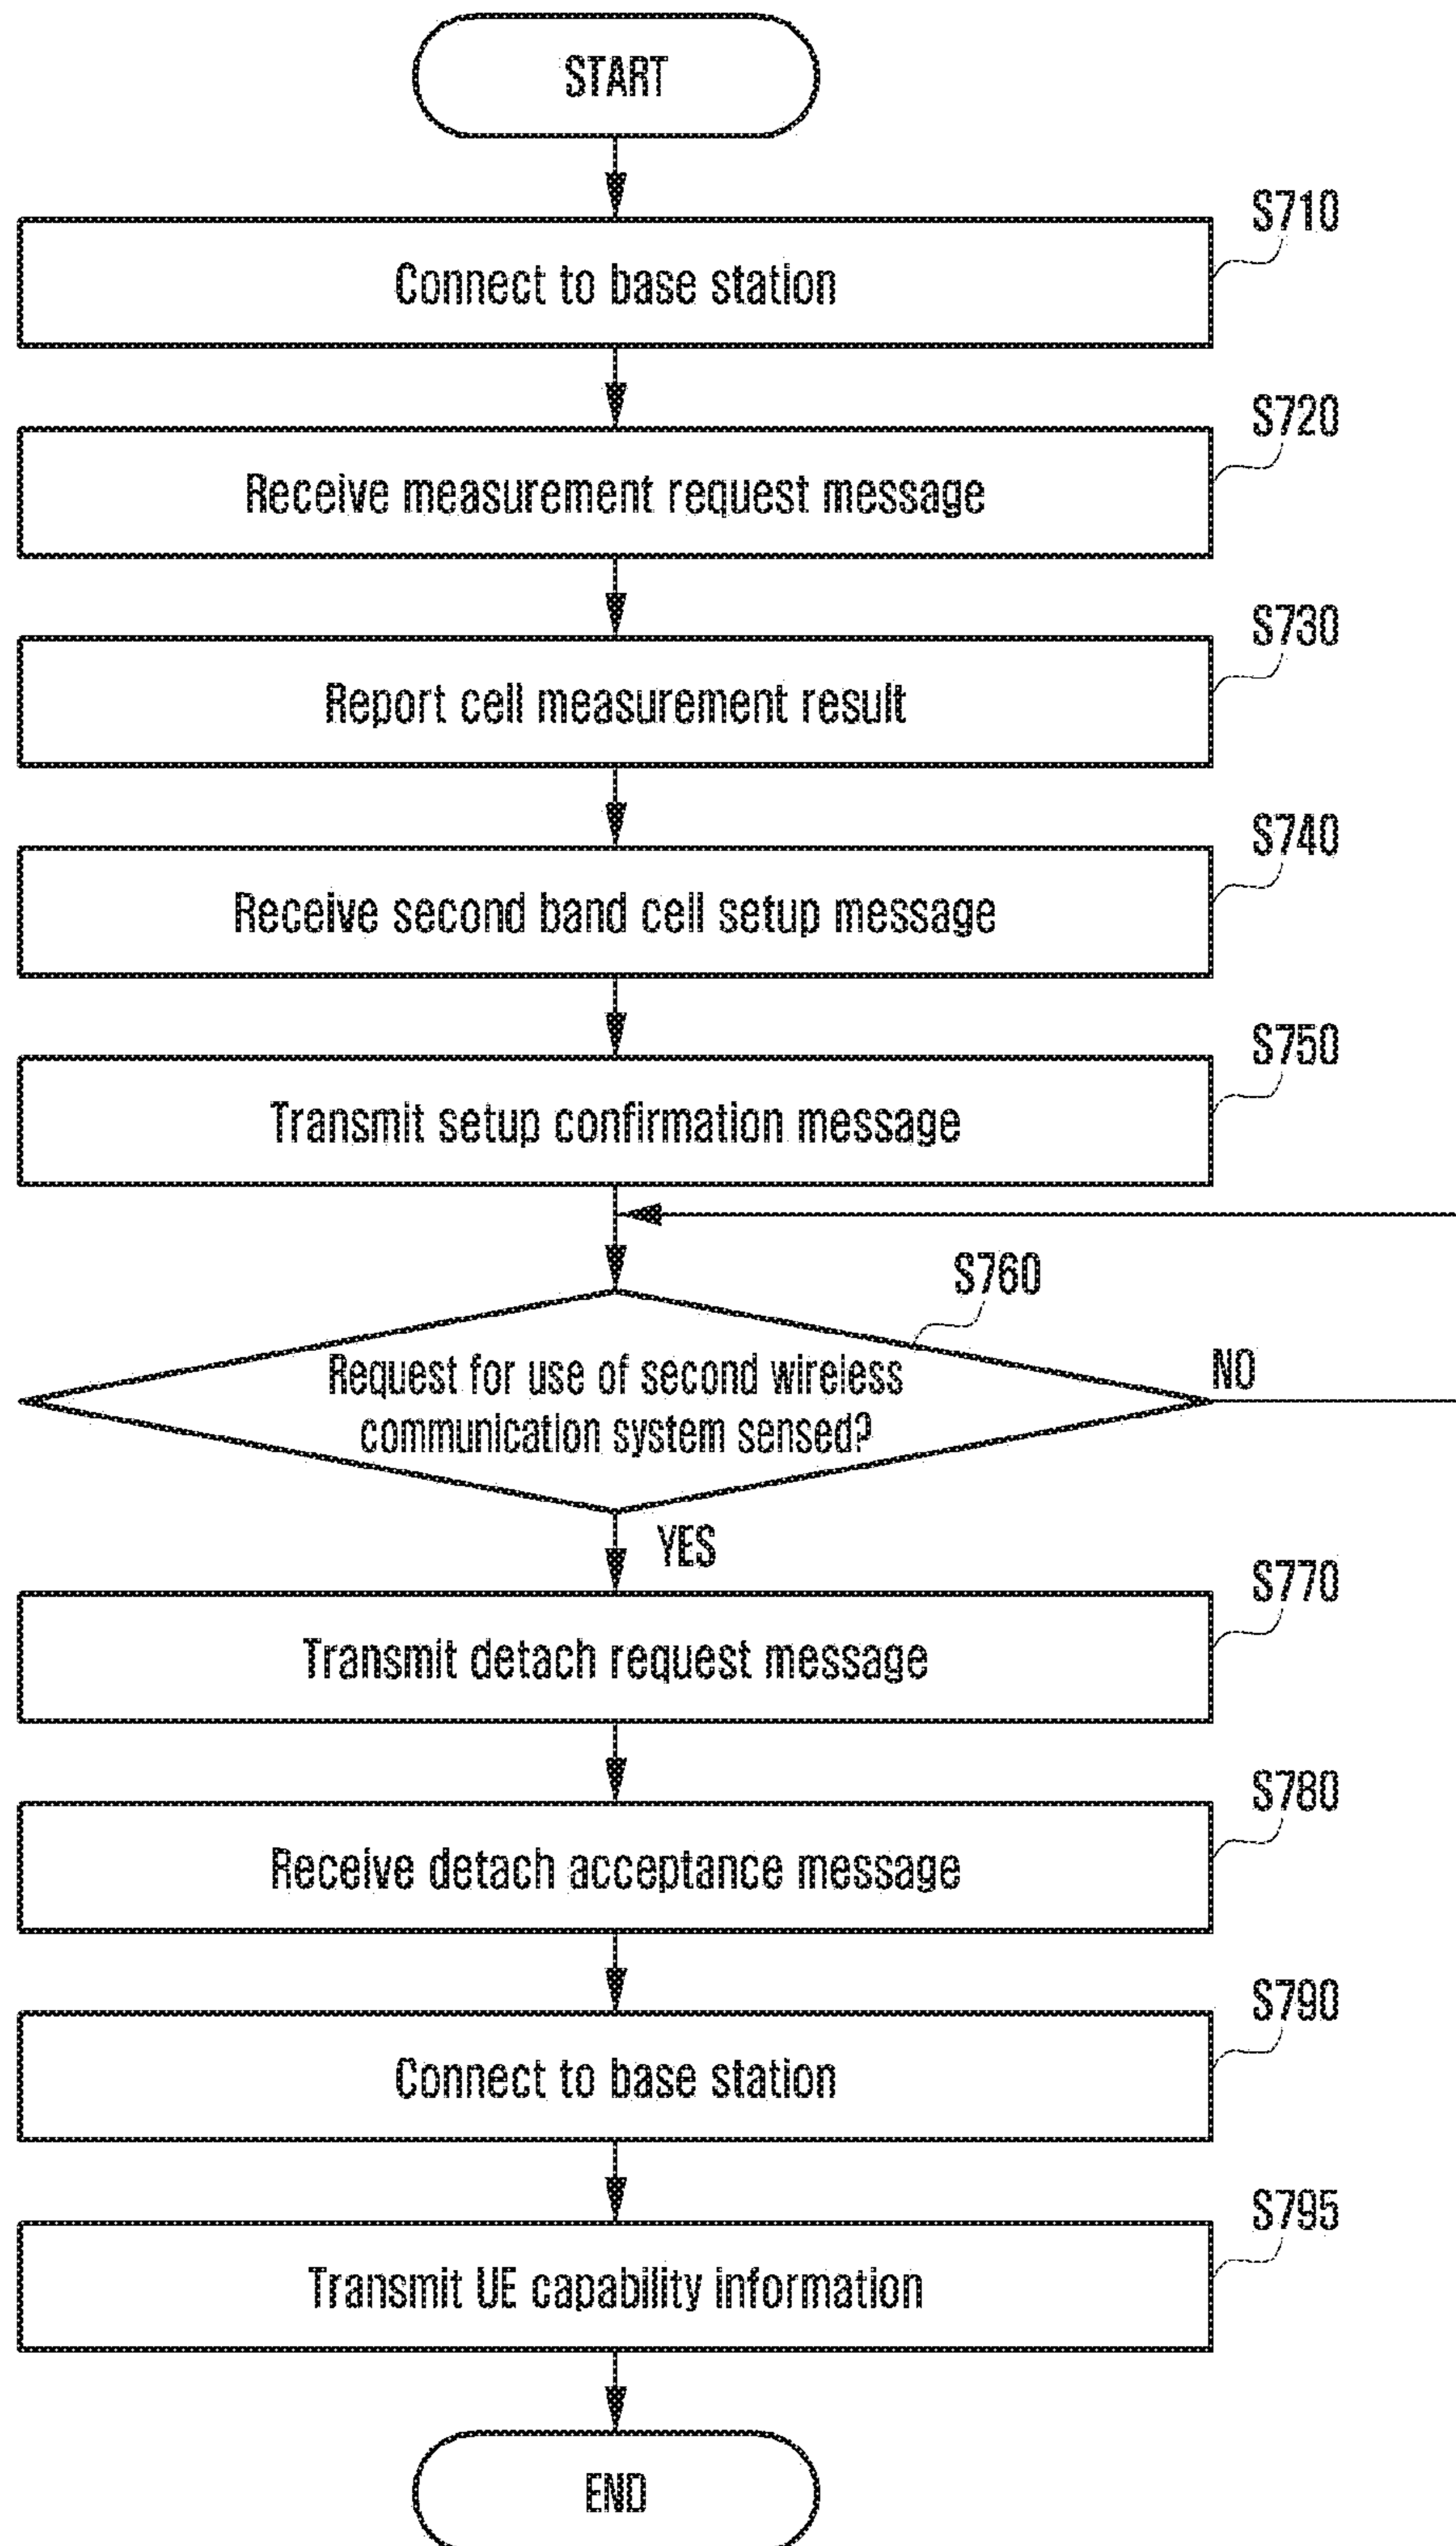 START
S710
Connect to base station
S720
Receive measurement request message
S730
Report cell measurement result
S740
Receive second band cell setup message
S750
Transmit setup confirmation message
S760
Request for use of second wireless
communication system sensed?
NO
YES
S770
Transmit detach request message
S780
Receive detach acceptance message
S790
Connect to base station
S795
Transmit UE capability information
END